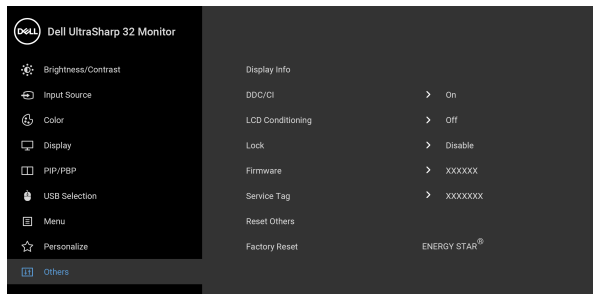 DELL Dell UltraSharp 32 Monitor
Brightness/Contrast Display Info
Input Source DDC/CI On
Color LCD Conditioning Off
Display Lock Disable
PIP/PBP Firmware XXXXXX
USB Selection Service Tag XXXXXXX
Menu Reset Others
Personalize Factory Reset ENERGY STAR®
Others